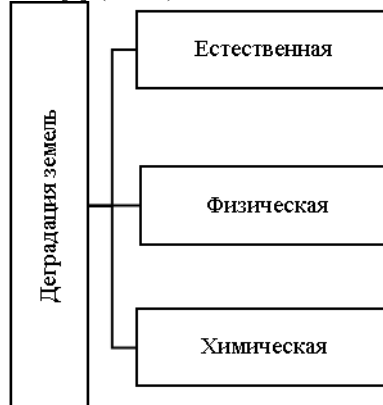 Деградация земель
Естественная
Физическая
Химическая